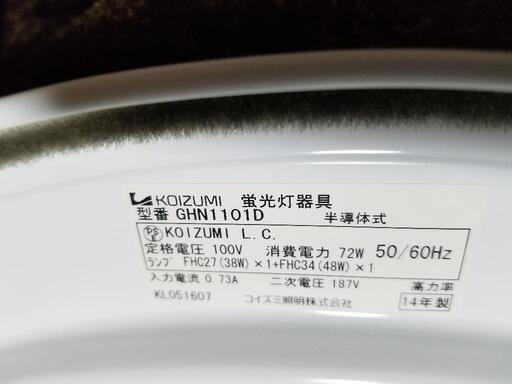 KOIZUMI 蛍光灯器具
型番 GHN1101D 半導体式
PSE KOIZUMI L.C.
定格電圧 100V 消費電力 72W 50/60Hz
ランプ FHC27(38W)×1+FHC34(48W)×1
入力電流 0.73A 二次電圧 187V 高力率
KL051607 コイズミ照明株式会社 14年製